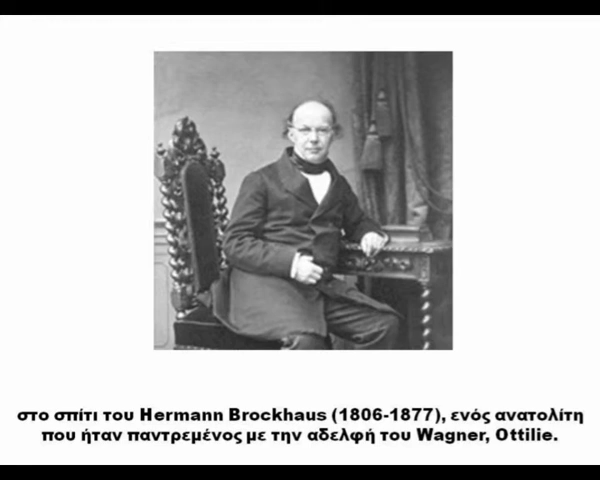 στο σπίτι του Hermann Brockhaus (1806-1877), ενός ανατολίτη
που ήταν παντρεμένος με την αδελφή του Wagner, Ottilie.